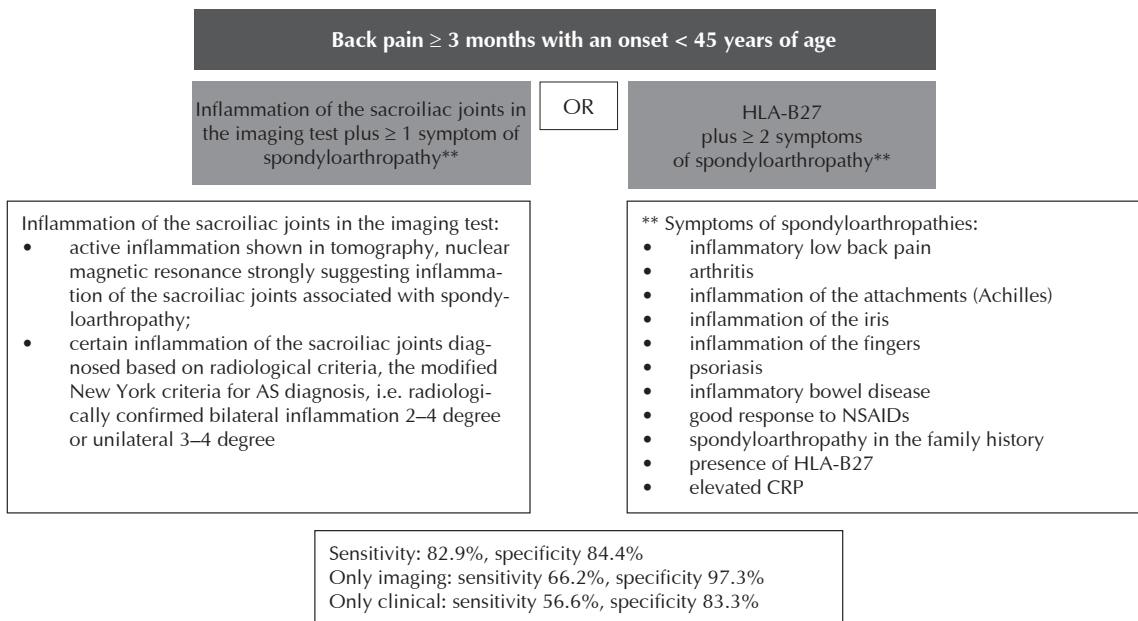 Back pain ≥ 3 months with an onset < 45 years of age
Inflammation of the sacroiliac joints in
the imaging test plus ≥ 1 symptom of
spondyloarthropathy**
OR
HLA-B27
plus ≥ 2 symptoms
of spondyloarthropathy**
Inflammation of the sacroiliac joints in the imaging test:
• active inflammation shown in tomography, nuclear
magnetic resonance strongly suggesting inflamma-
tion of the sacroiliac joints associated with spondy-
loarthropathy;
• certain inflammation of the sacroiliac joints diag-
nosed based on radiological criteria, the modified
New York criteria for AS diagnosis, i.e. radiologi-
cally confirmed bilateral inflammation 2–4 degree
or unilateral 3–4 degree
** Symptoms of spondyloarthropathies:
• inflammatory low back pain
• arthritis
• inflammation of the attachments (Achilles)
• inflammation of the iris
• inflammation of the fingers
• psoriasis
• inflammatory bowel disease
• good response to NSAIDs
• spondyloarthropathy in the family history
• presence of HLA-B27
• elevated CRP
Sensitivity: 82.9%, specificity 84.4%
Only imaging: sensitivity 66.2%, specificity 97.3%
Only clinical: sensitivity 56.6%, specificity 83.3%